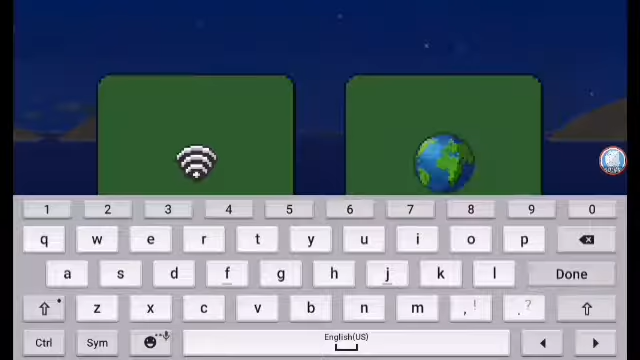 1 2 3 4 5 6 7 8 9 0
q w e r t y u i o p
a s d f g h j k l Done
z x c v b n m , ! . ?
Ctrl Sym English(US)